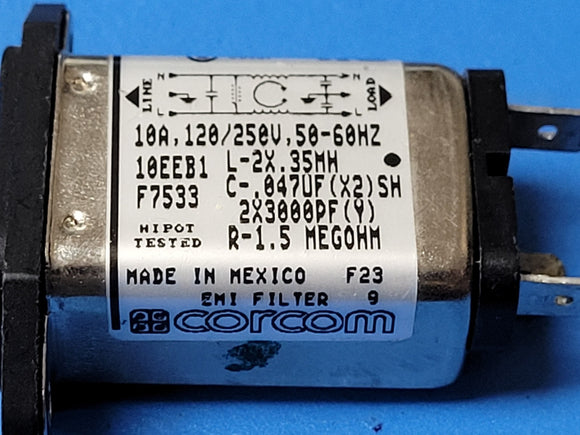 N N
LINE LOAD
L L
10A,120/250V,50-60HZ
10EEB1 L-2X.35MH
F7533 C-.047UF(X2)SH
2X3000PF(Y)
HIPOT TESTED R-1.5 MEGOHM
MADE IN MEXICO F23
EMI FILTER 9
corcom